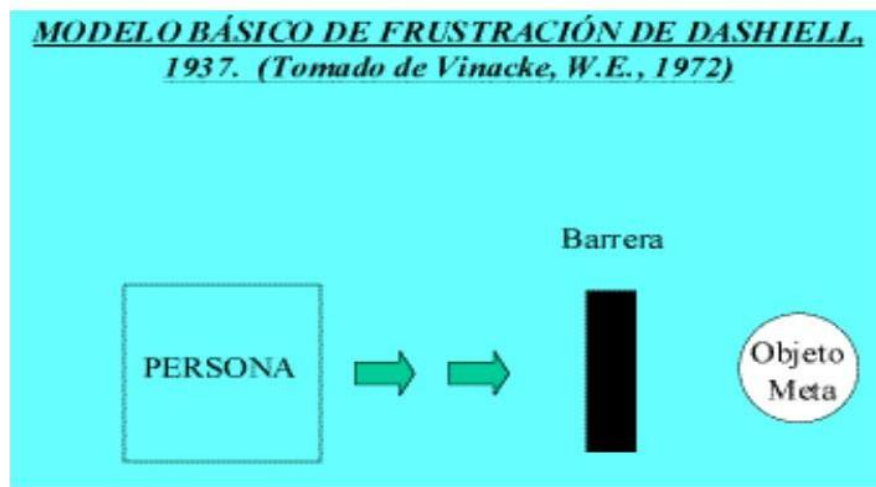 MODELO BÁSICO DE FRUSTRACIÓN DE DASHIELL,
1937. (Tomado de Vinacke, W.E., 1972)
Barrera
PERSONA
Objeto
Meta